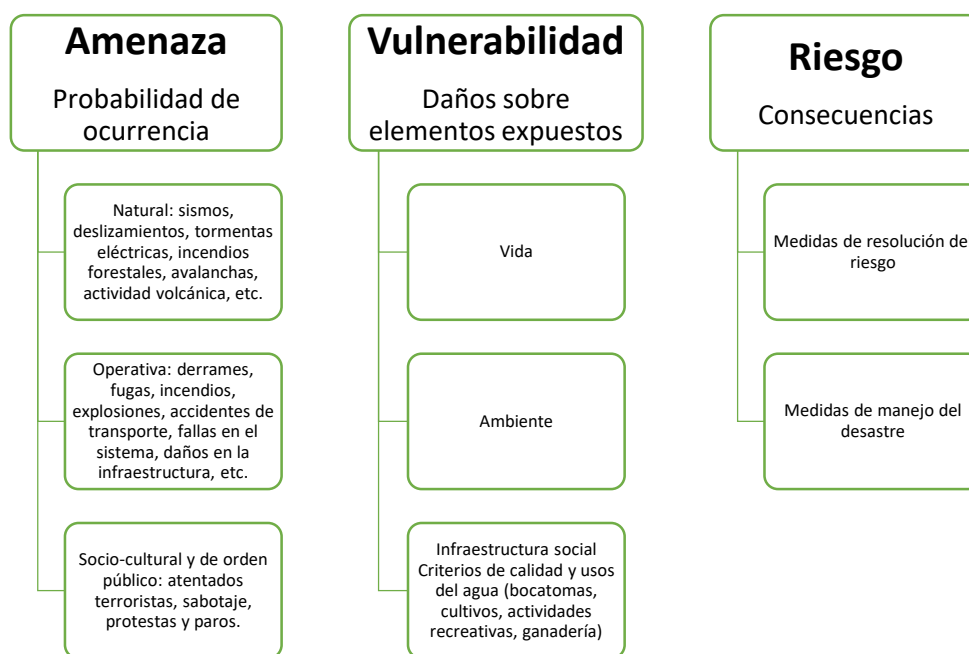 Amenaza
Probabilidad de
ocurrencia
Natural: sismos,
deslizamientos, tormentas
eléctricas, incendios
forestales, avalanchas,
actividad volcánica, etc.
Operativa: derrames,
fugas, incendios,
explosiones, accidentes de
transporte, fallas en el
sistema, daños en la
infraestructura, etc.
Socio-cultural y de orden
público: atentados
terroristas, sabotaje,
protestas y paros.
Vulnerabilidad
Daños sobre
elementos expuestos
Vida
Ambiente
Infraestructura social
Criterios de calidad y usos
del agua (bocatomas,
cultivos, actividades
recreativas, ganadería)
Riesgo
Consecuencias
Medidas de resolución de
riesgo
Medidas de manejo del
desastre